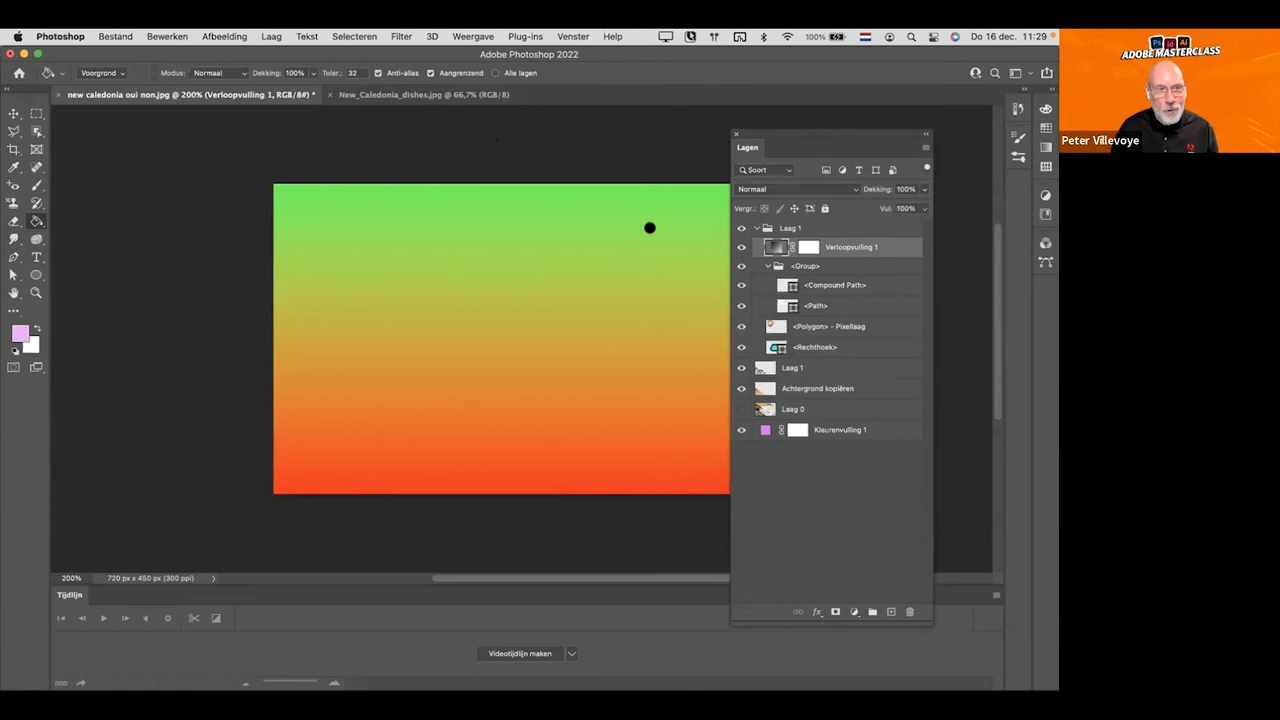 Photoshop Bestand Bewerken Afbeelding Laag Tekst Selecteren Filter 3D Weergave Plug-ins Venster Help 100% Do 16 dec. 11:29
Adobe Photoshop 2022
Voorgrond Modus: Normaal Dekking: 100% Toler.: 32 Anti-alias Aangrenzend Alle lagen
new caledonia oui non.jpg @ 200% (Verloopvulling 1, RGB/8#) * New_Caledonia_dishes.jpg @ 66,7% (RGB/8)
Ps Id Ai
ADOBE MASTERCLASS
Peter Villevoye
Lagen
Soort
Normaal Dekking: 100%
Vergr.: Vul: 100%
Laag 1
Verloopvulling 1
<Group>
<Compound Path>
<Path>
<Polygon> - Pixellaag
<Rechthoek>
Laag 1
Achtergrond kopiëren
Laag 0
Kleurenvulling 1
fx
200% 720 px x 450 px (300 ppi)
Tijdlijn
Videotijdlijn maken